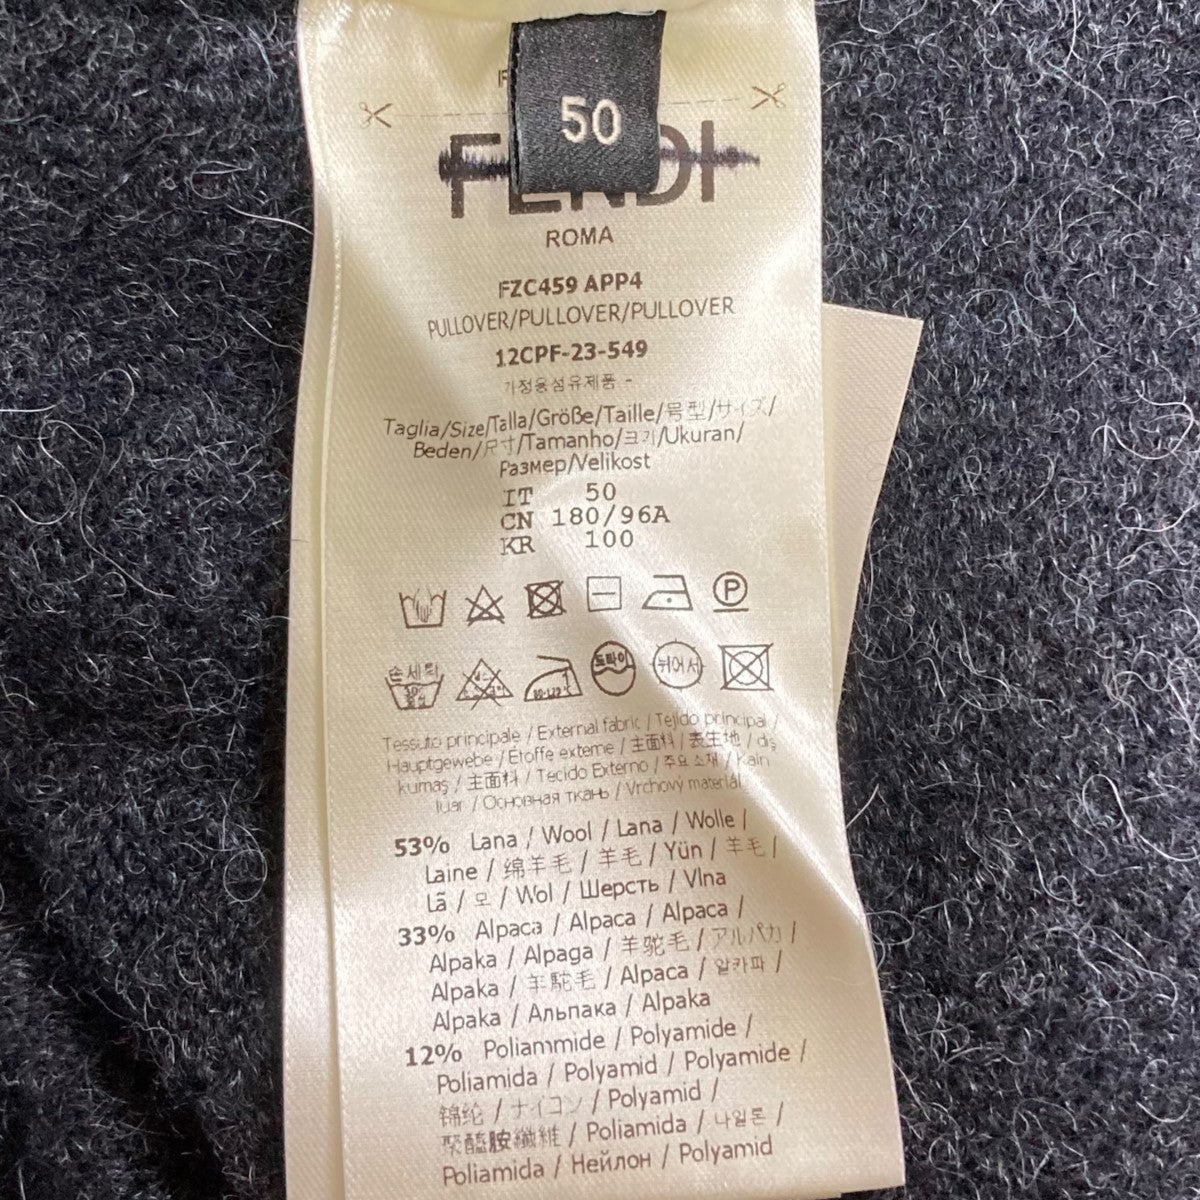 50
FENDI
ROMA
FZC459 APP4
PULLOVER/PULLOVER/PULLOVER
12CPF-23-549
가정용섬유제품 -
Taglia/Size/Talla/Größe/Taille/号型/サイズ/
Beden/尺寸/Tamanho/크기/Ukuran/
Размер/Velikost
IT 50
CN 180/96A
KR 100
P
손세탁
드라이
뉘어서
Tessuto principale / External fabric / Tejido principal /
Hauptgewebe / Étoffe externe / 主面料 / 表生地 / dış
kumaş / 主面料 / Tecido Externo / 주요소재 / Kain
luar / Основная ткань / Vrchový materiál
53% Lana / Wool / Lana / Wolle /
Laine / 绵羊毛 / 羊毛 / Yün / 羊毛 /
Lã / 모 / Wol / Шерсть / Vlna
33% Alpaca / Alpaca / Alpaca /
Alpaka / Alpaga / 羊驼毛 / アルパカ /
Alpaka / 羊駝毛 / Alpaca / 알카파 /
Alpaka / Альпака / Alpaka
12% Poliammide / Polyamide /
Poliamida / Polyamid / Polyamide /
锦纶 / ナイロン / Polyamid /
聚醯胺纖維 / Poliamida / 나일론 /
Poliamida / Нейлон / Polyamid